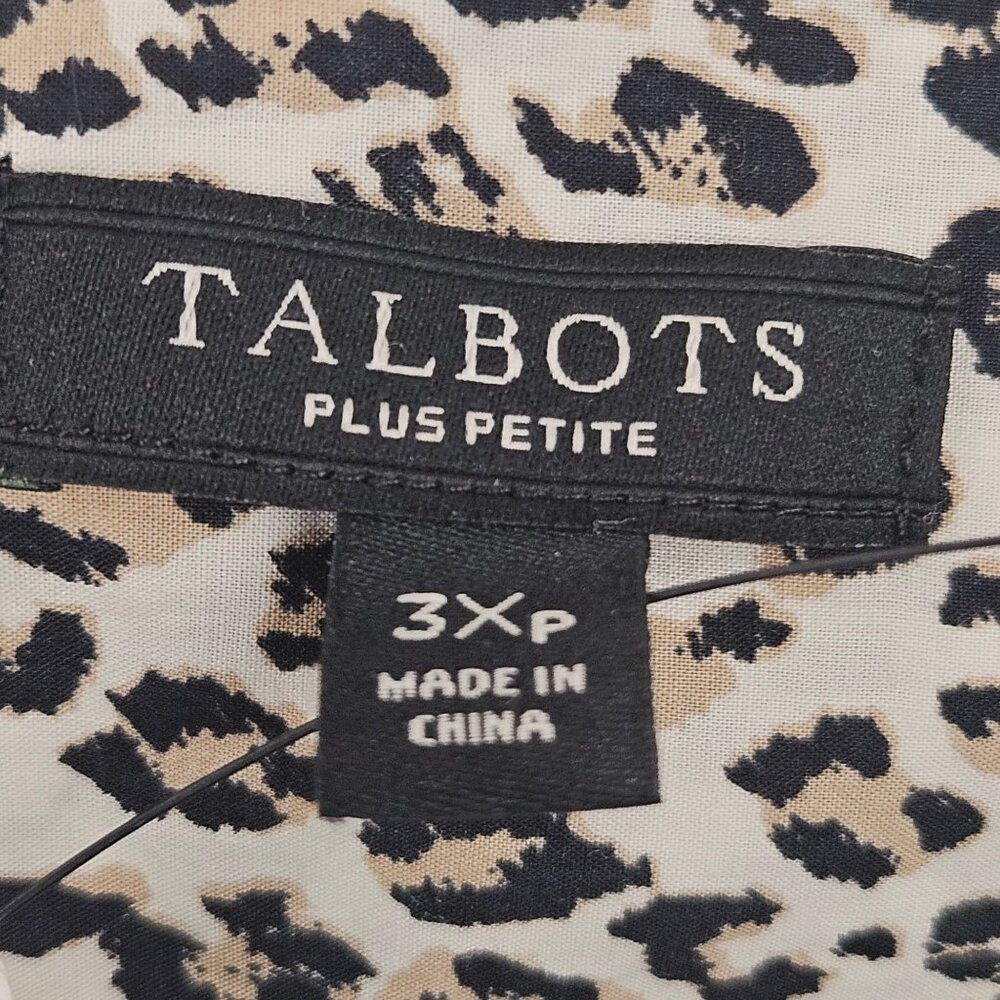 TALBOTS
PLUS PETITE
3XP
MADE IN
CHINA